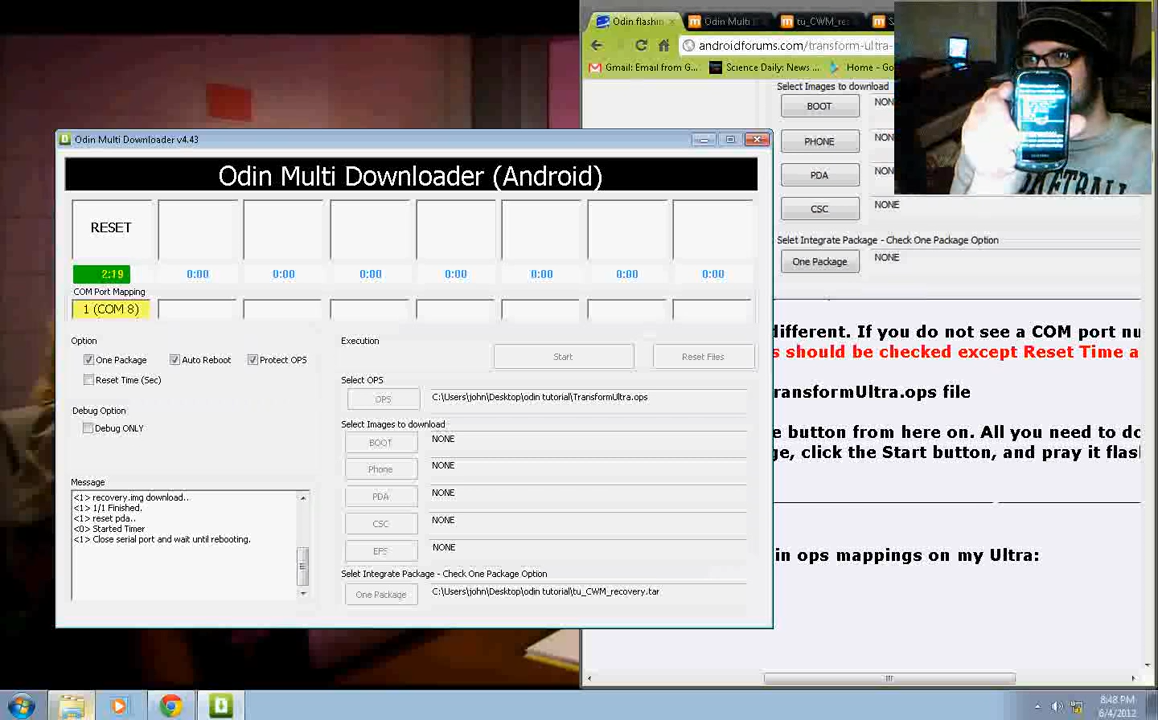 Odin flashin
Odin Multi
tu_CWM_re
androidforums.com/transform-ultra-
Gmail: Email from G...
Science Daily: News ...
Home - Go
Select Images to download
BOOT
PHONE
PDA
CSC
NONE
Selet Integrate Package - Check One Package Option
One Package
NONE
ifferent. If you do not see a COM port nu
s should be checked except Reset Time a
ransformUltra.ops file
e button from here on. All you need to do
ge, click the Start button, and pray it flas
in ops mappings on my Ultra:
Odin Multi Downloader v4.43
Odin Multi Downloader (Android)
RESET
2:19 0:00 0:00 0:00 0:00 0:00 0:00 0:00
COM Port Mapping
1 (COM 8)
Option
One Package Auto Reboot Protect OPS
Reset Time (Sec)
Debug Option
Debug ONLY
Message
<1> recovery.img download..
<1> 1/1 Finished.
<1> reset pda..
<0> Started Timer
<1> Close serial port and wait until rebooting.
Execution
Start Reset Files
Select OPS
OPS C:\Users\john\Desktop\odin tutorial\TransformUltra.ops
Select Images to download
BOOT NONE
Phone NONE
PDA NONE
CSC NONE
EFS NONE
Selet Integrate Package - Check One Package Option
One Package C:\Users\john\Desktop\odin tutorial\tu_CWM_recovery.tar
8:48 PM
6/4/2012